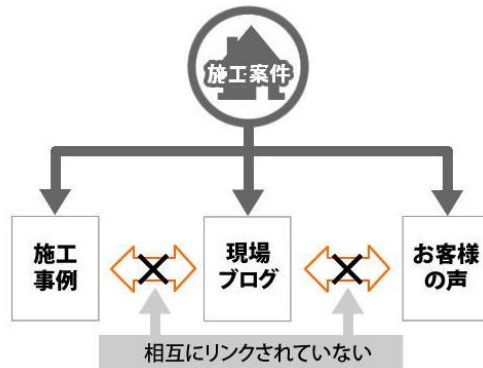 施工案件
施工
事例
現場
ブログ
お客様
の声
相互にリンクされていない